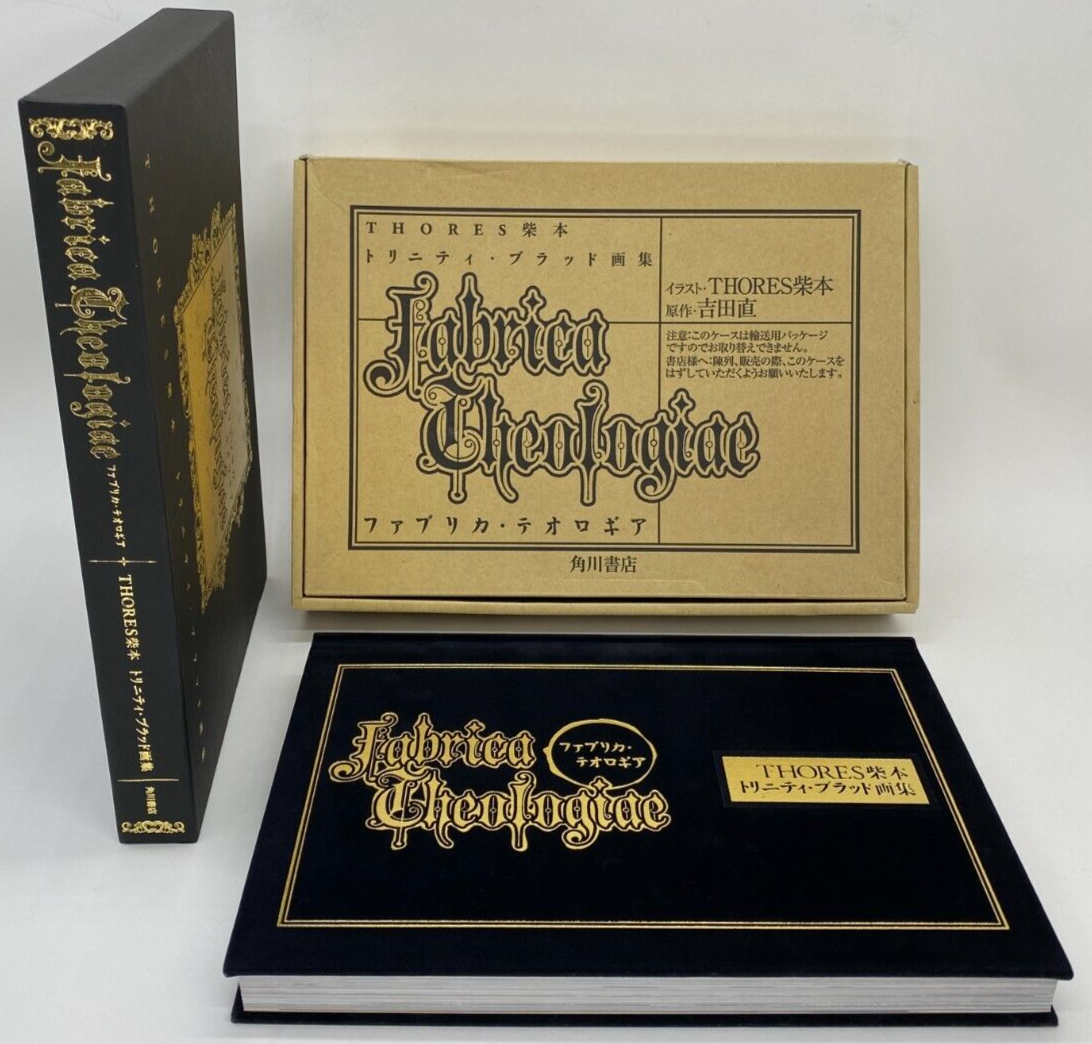 Fabrica Theologiae
ファブリカ・テオロギア
THORES柴本 トリニティ・ブラッド画集
角川書店
THORES柴本
トリニティ・ブラッド画集
Fabrica
Theologiae
ファブリカ・テオロギア
イラスト・THORES柴本
原作・吉田直
注意:このケースは輸送用パッケージ
ですのでお取り替えできません。
書店様へ:陳列、販売の際、このケースを
はずしていただくようお願いいたします。
角川書店
Fabrica
Theologiae
ファブリカ・
テオロギア
THORES柴本
トリニティ・ブラッド画集